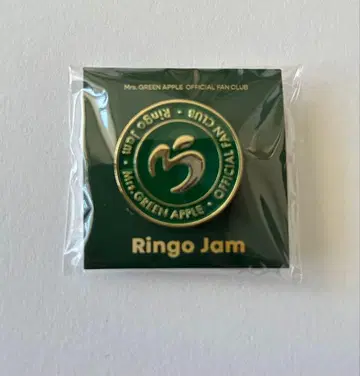 Mrs. GREEN APPLE OFFICIAL FAN CLUB
• Mrs. GREEN APPLE • OFFICIAL FAN CLUB • RinGo Jam
Ringo Jam